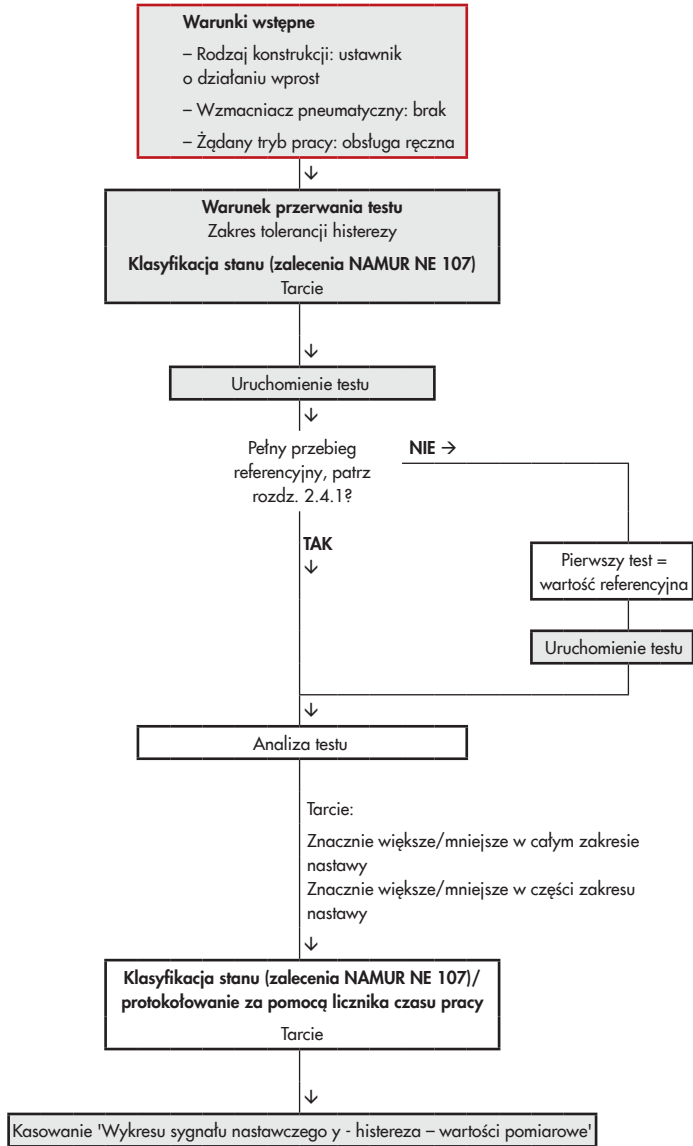 Warunki wstępne
– Rodzaj konstrukcji: ustawnik
o działaniu wprost
– Wzmacniacz pneumatyczny: brak
– Żądany tryb pracy: obsługa ręczna
Warunek przerwania testu
Zakres tolerancji histerezy
Klasyfikacja stanu (zalecenia NAMUR NE 107)
Tarcie
Uruchomienie testu
Pełny przebieg
referencyjny, patrz
rozdz. 2.4.1?
NIE →
TAK
Pierwszy test =
wartość referencyjna
Uruchomienie testu
Analiza testu
Tarcie:
Znacznie większe/mniejsze w całym zakresie
nastawy
Znacznie większe/mniejsze w części zakresu
nastawy
Klasyfikacja stanu (zalecenia NAMUR NE 107)/
protokołowanie za pomocą licznika czasu pracy
Tarcie
Kasowanie 'Wykresu sygnału nastawczego y - histereza – wartości pomiarowe'